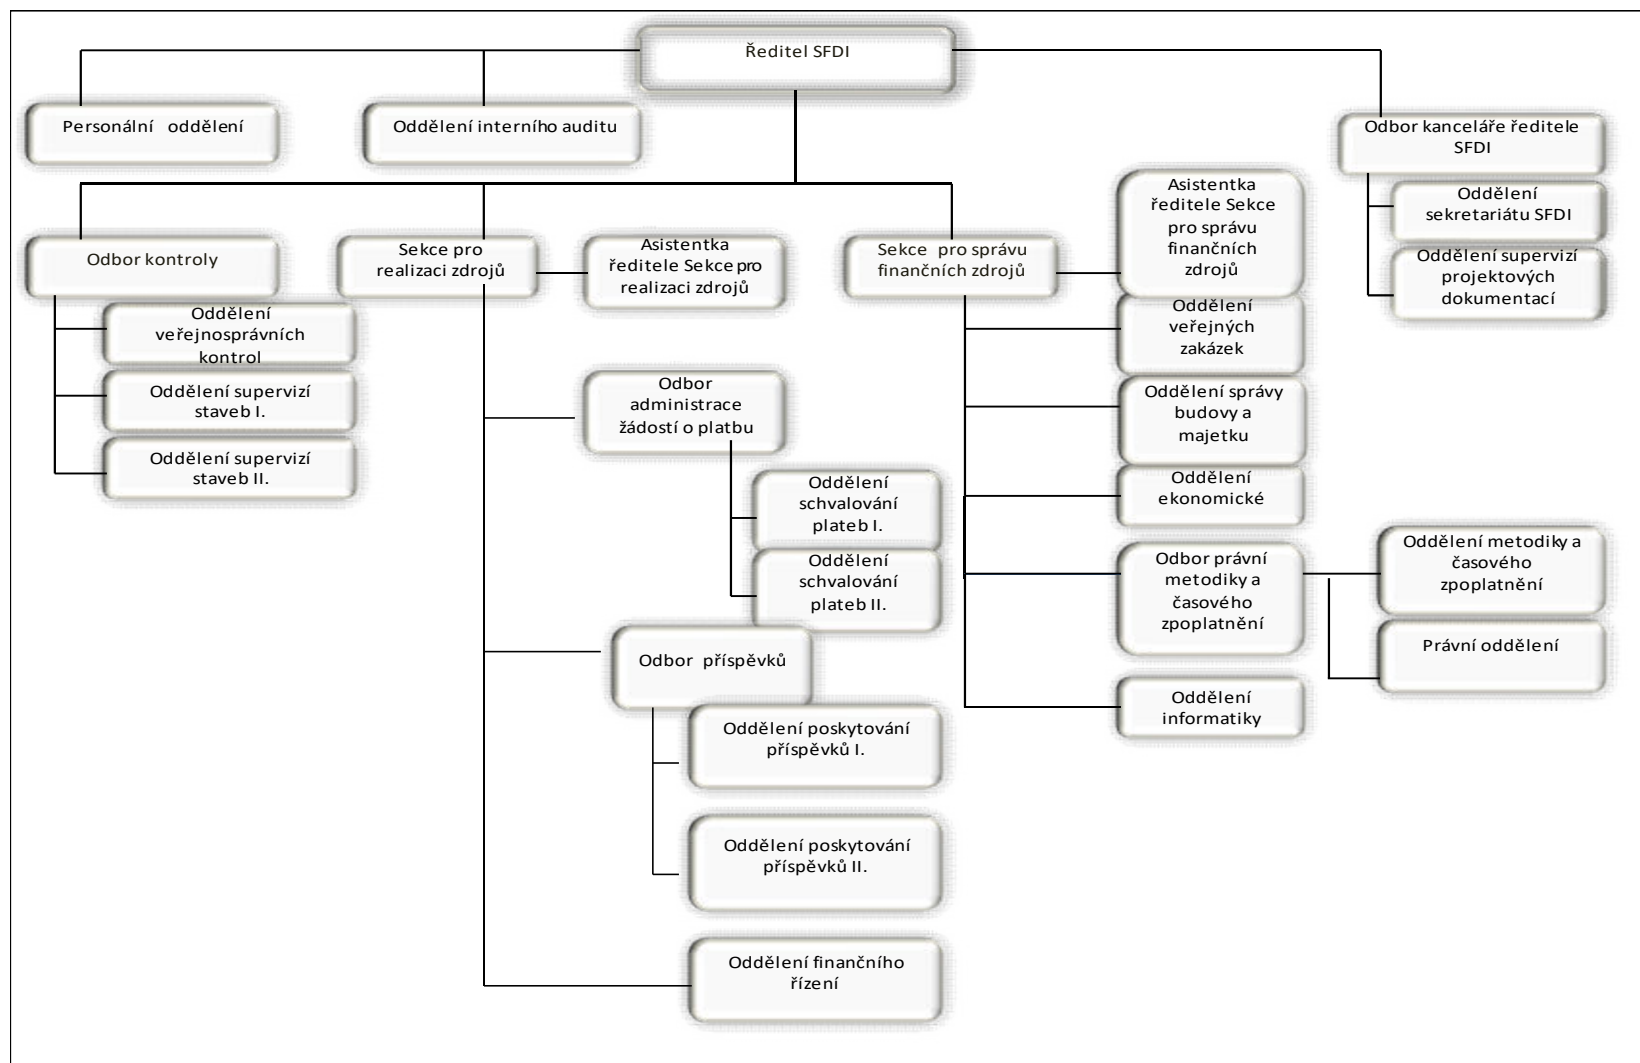 Ředitel SFDI
Personální oddělení
Oddělení interního auditu
Odbor kanceláře ředitele
SFDI
Oddělení
sekretariátu SFDI
Oddělení supervizí
projektových
dokumentací
Odbor kontroly
Oddělení
veřejnosprávních
kontrol
Oddělení supervizí
staveb I.
Oddělení supervizí
staveb II.
Sekce pro
realizaci zdrojů
Asistentka
ředitele Sekce pro
realizaci zdrojů
Odbor
administrace
žádostí o platbu
Oddělení
schvalování
plateb I.
Oddělení
schvalování
plateb II.
Odbor příspěvků
Oddělení poskytování
příspěvků I.
Oddělení poskytování
příspěvků II.
Oddělení finančního
řízení
Sekce pro správu
finančních zdrojů
Asistentka
ředitele Sekce
pro správu
finančních
zdrojů
Oddělení
veřejných
zakázek
Oddělení správy
budovy a
majetku
Oddělení
ekonomické
Odbor právní
metodiky a
časového
zpoplatnění
Oddělení metodiky a
časového
zpoplatnění
Právní oddělení
Oddělení
informatiky